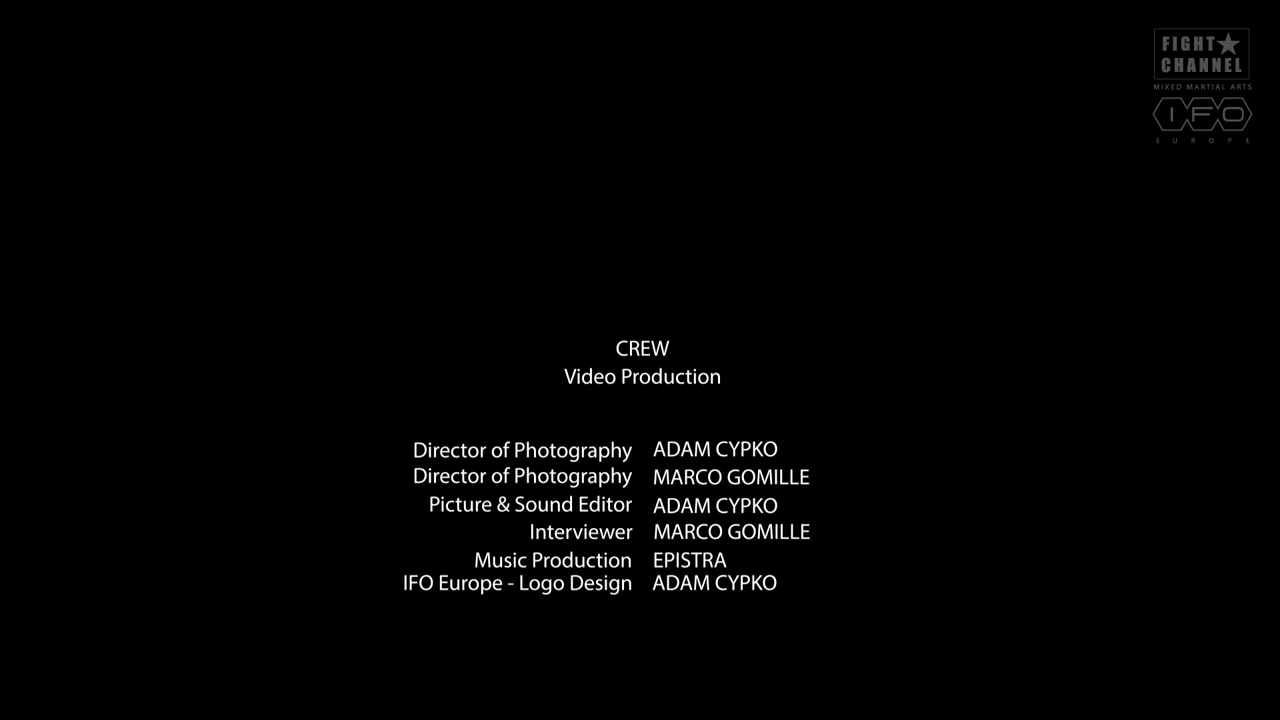 FIGHT★
CHANNEL
MIXED MARTIAL ARTS
IFO
EUROPE
CREW
Video Production
Director of Photography ADAM CYPKO
Director of Photography MARCO GOMILLE
Picture & Sound Editor ADAM CYPKO
Interviewer MARCO GOMILLE
Music Production EPISTRA
IFO Europe - Logo Design ADAM CYPKO